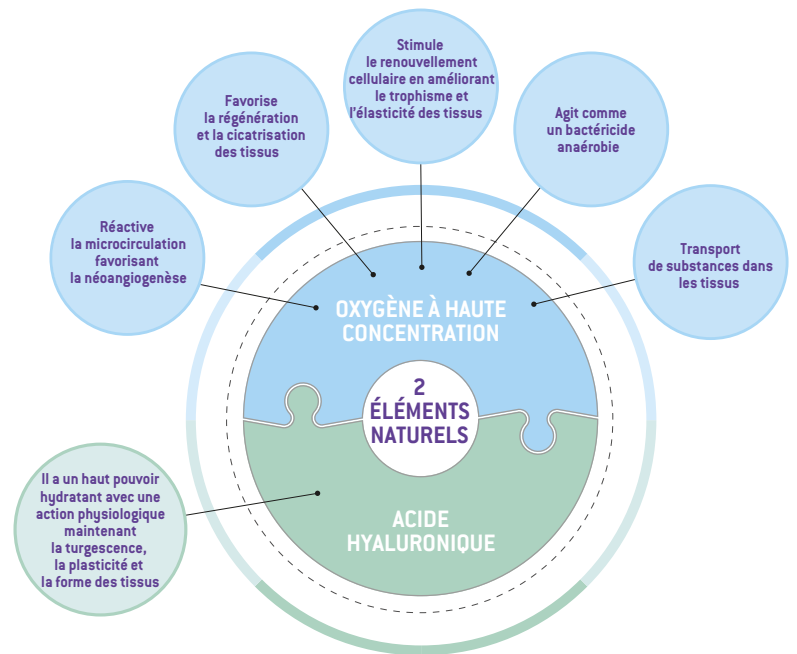 Stimule
le renouvellement
cellulaire en améliorant
le trophisme et
l'élasticité des tissus
Favorise
la régénération
et la cicatrisation
des tissus
Agit comme
un bactéricide
anaérobie
Réactive
la microcirculation
favorisant
la néoangiogenèse
Transport
de substances dans
les tissus
OXYGÈNE À HAUTE
CONCENTRATION
2
ÉLÉMENTS
NATURELS
Il a un haut pouvoir
hydratant avec une
action physiologique
maintenant
la turgescence,
la plasticité et
la forme des tissus
ACIDE
HYALURONIQUE